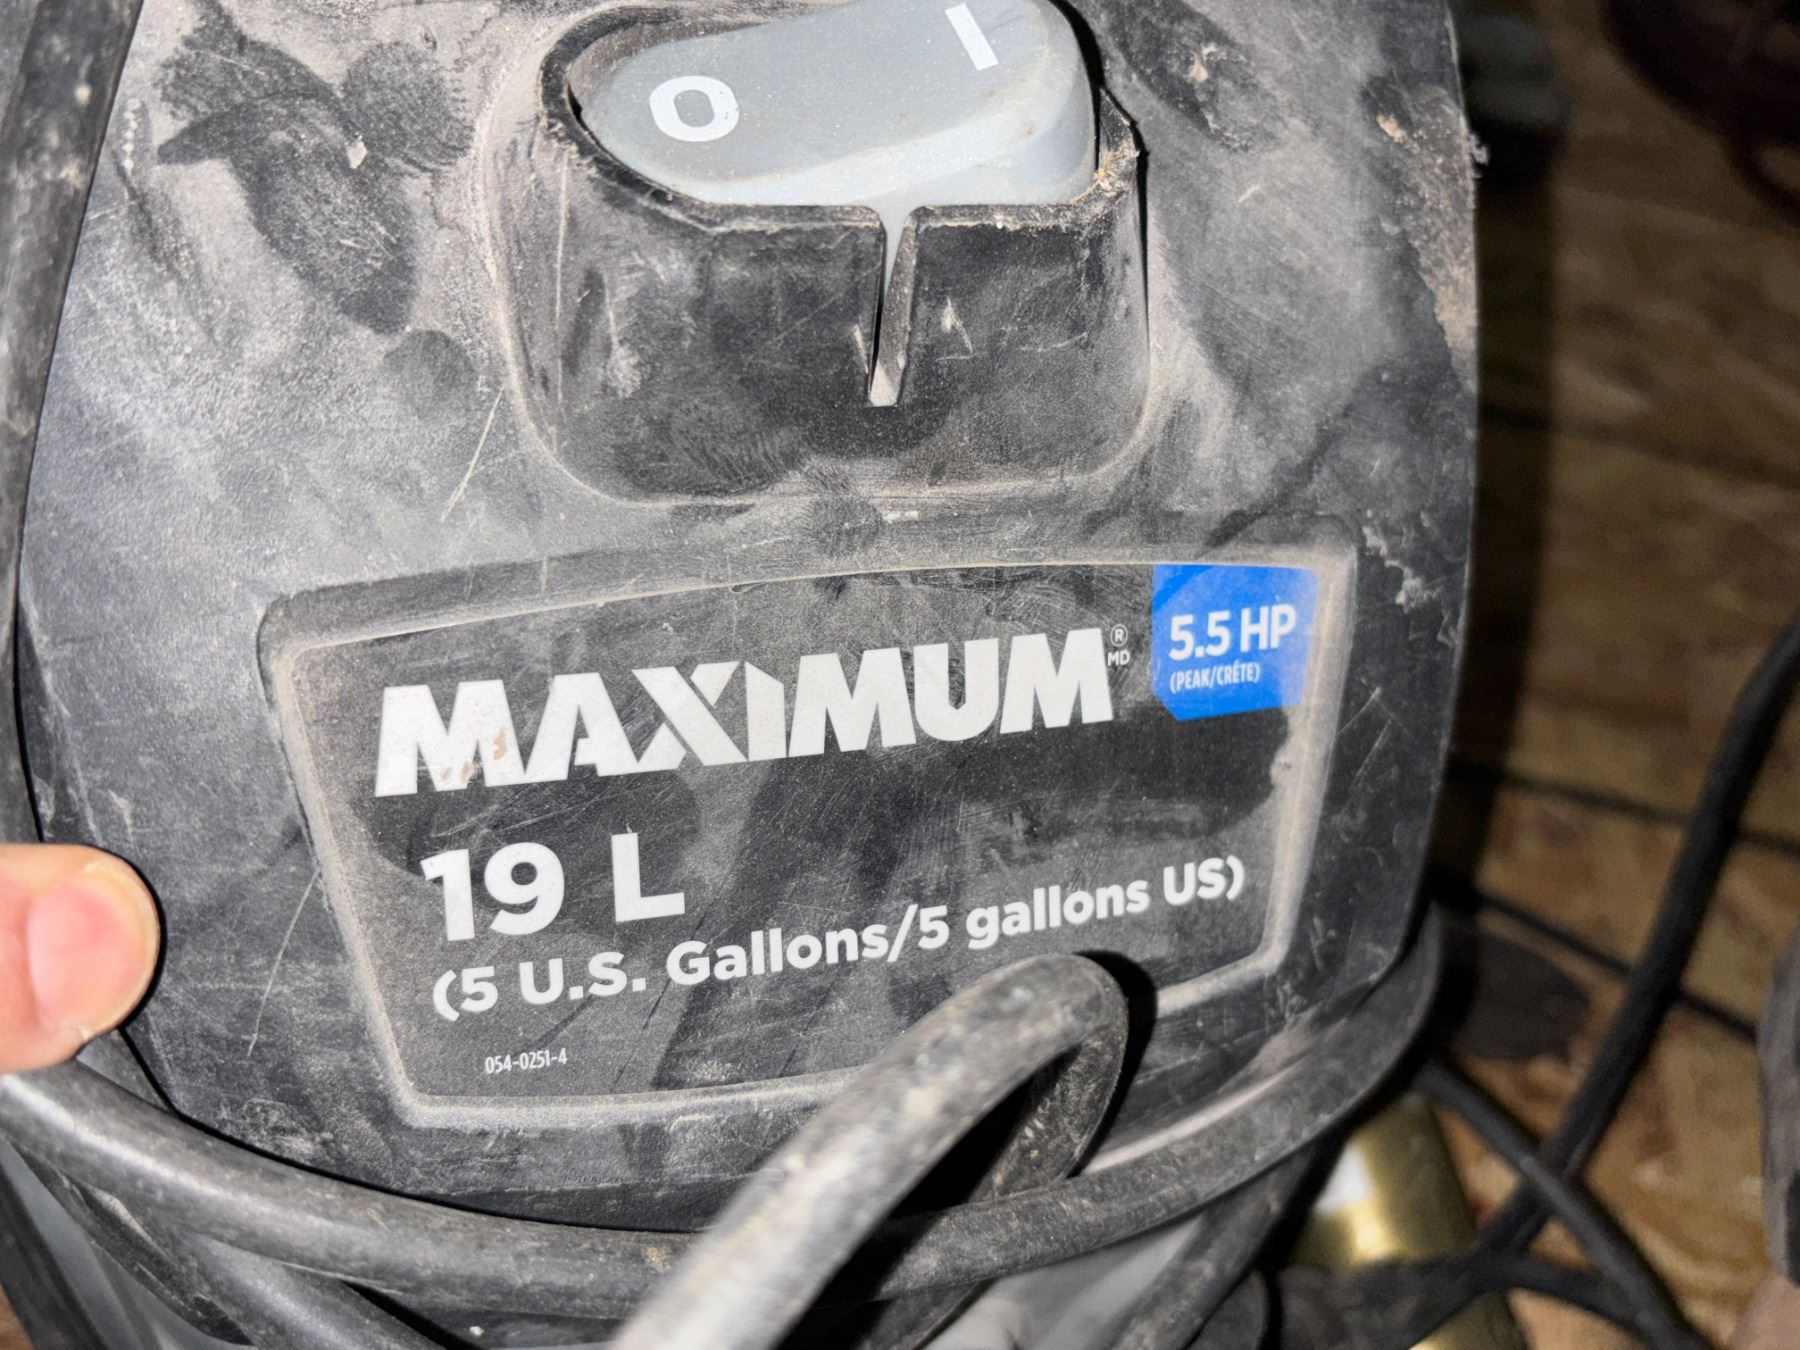 O I
MAXIMUM ® MD
5.5 HP
(PEAK/CRÊTE)
19 L
(5 U.S. Gallons/5 gallons US)
054-0251-4